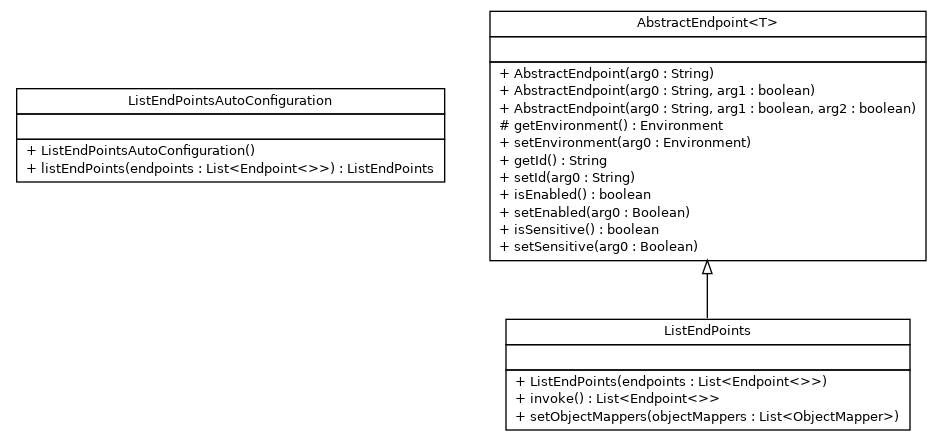 ListEndPointsAutoConfiguration
+ ListEndPointsAutoConfiguration()
+ listEndPoints(endpoints : List<Endpoint<>>) : ListEndPoints
AbstractEndpoint<T>
+ AbstractEndpoint(arg0 : String)
+ AbstractEndpoint(arg0 : String, arg1 : boolean)
+ AbstractEndpoint(arg0 : String, arg1 : boolean, arg2 : boolean)
# getEnvironment() : Environment
+ setEnvironment(arg0 : Environment)
+ getId() : String
+ setId(arg0 : String)
+ isEnabled() : boolean
+ setEnabled(arg0 : Boolean)
+ isSensitive() : boolean
+ setSensitive(arg0 : Boolean)
ListEndPoints
+ ListEndPoints(endpoints : List<Endpoint<>>)
+ invoke() : List<Endpoint<>>
+ setObjectMappers(objectMappers : List<ObjectMapper>)